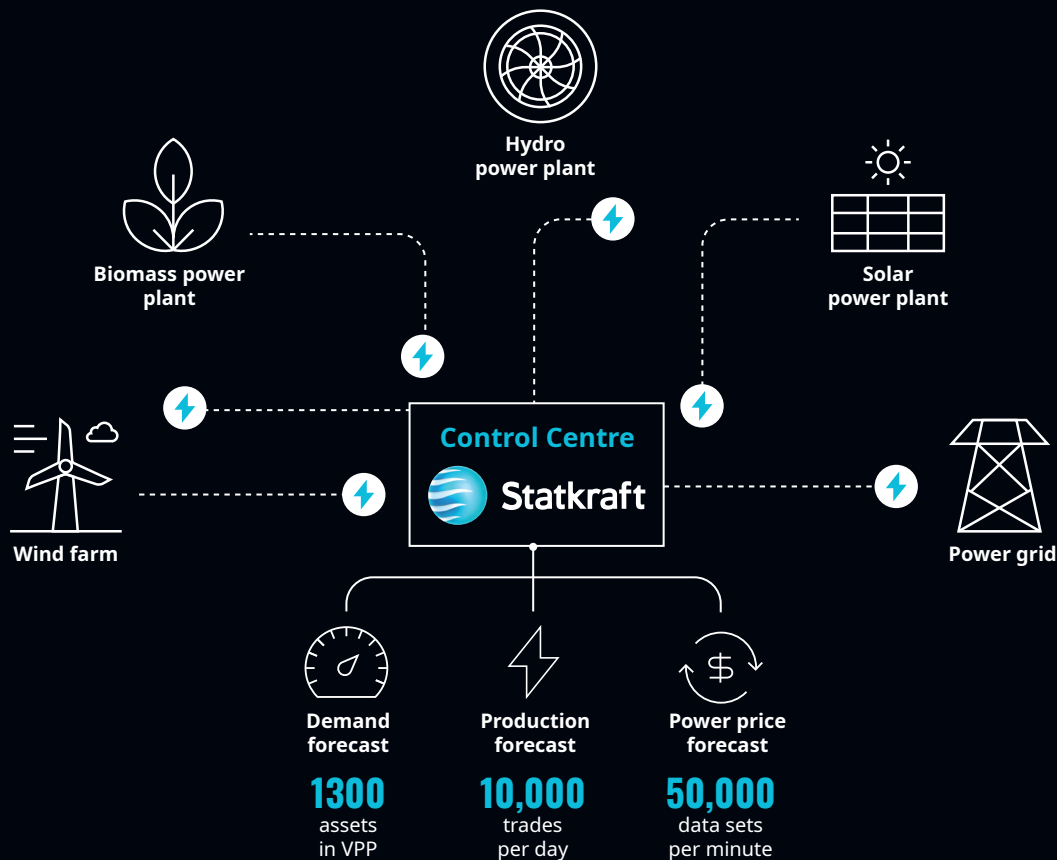 Hydro
power plant
Biomass power
plant
Solar
power plant
Control Centre
Statkraft
Wind farm
Power grid
Demand
forecast
Production
forecast
Power price
forecast
1300
assets
in VPP
10,000
trades
per day
50,000
data sets
per minute